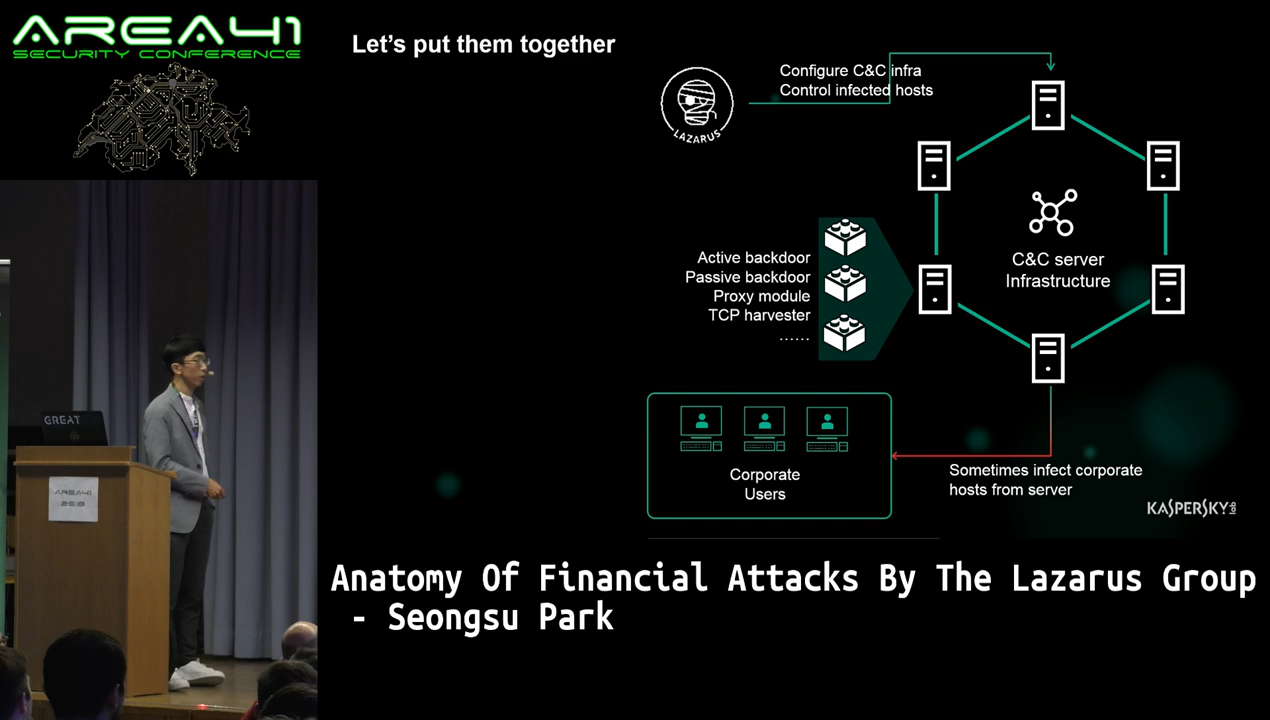 AREA41
SECURITY CONFERENCE
Let's put them together
Configure C&C infra
Control infected hosts
LAZARUS
C&C server
Infrastructure
Active backdoor
Passive backdoor
Proxy module
TCP harvester
......
Corporate
Users
Sometimes infect corporate
hosts from server
KASPERSKY lab
GREAT
AREA41
2018
Anatomy Of Financial Attacks By The Lazarus Group
- Seongsu Park